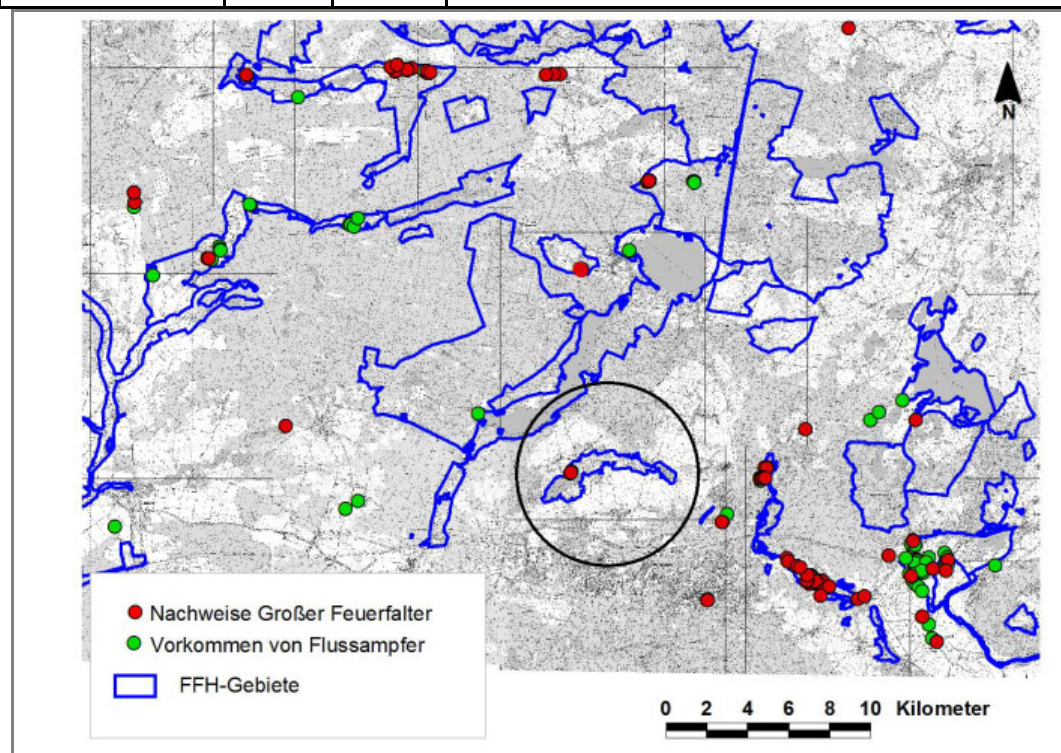 N
Nachweise Großer Feuerfalter
Vorkommen von Flussampfer
FFH-Gebiete
0 2 4 6 8 10 Kilometer